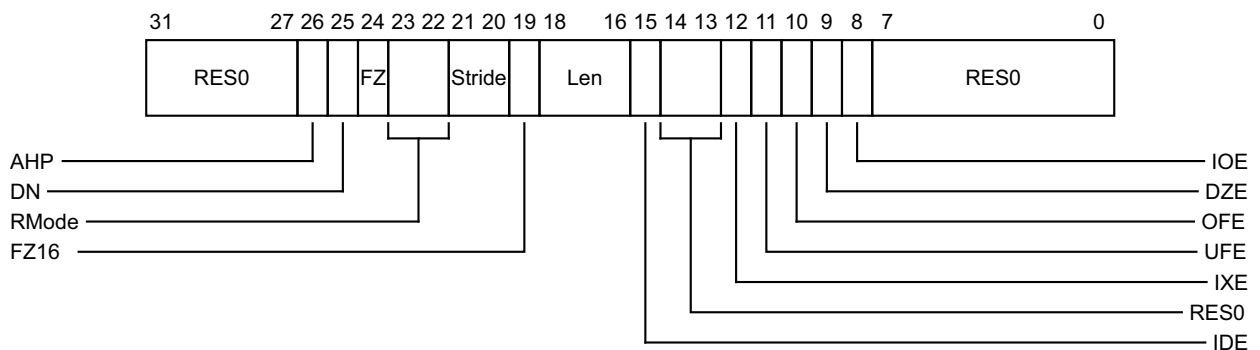 31 27 26 25 24 23 22 21 20 19 18 16 15 14 13 12 11 10 9 8 7 0
RES0 FZ Stride Len RES0
AHP IOE
DN DZE
RMode OFE
FZ16 UFE
IXE
RES0
IDE